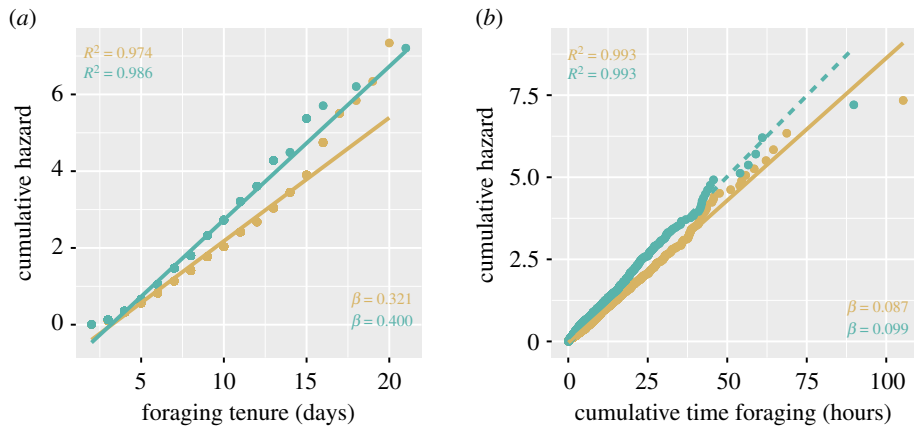 (a)
R² = 0.974
R² = 0.986
6
4
2
0
cumulative hazard
β = 0.321
β = 0.400
5
10
15
20
foraging tenure (days)
(b)
R² = 0.993
R² = 0.993
7.5
5.0
2.5
0
cumulative hazard
β = 0.087
β = 0.099
0
25
50
75
100
cumulative time foraging (hours)